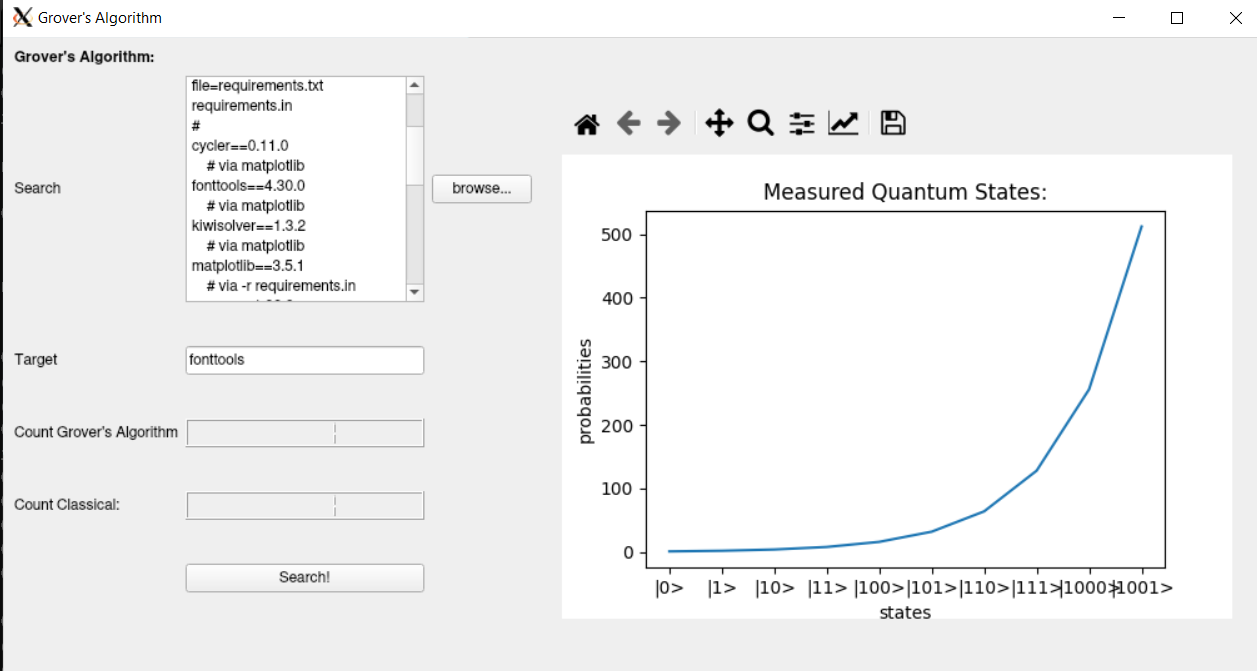 Grover's Algorithm
Grover's Algorithm:
Search
file=requirements.txt
requirements.in
#
cycler==0.11.0
# via matplotlib
fonttools==4.30.0
# via matplotlib
kiwisolver==1.3.2
# via matplotlib
matplotlib==3.5.1
# via -r requirements.in
browse...
Target
fonttools
Count Grover's Algorithm
Count Classical:
Search!
Measured Quantum States:
probabilities
500
400
300
200
100
0
|0> |1> |10> |11> |100> |101> |110> |111> |1000> |1001>
states